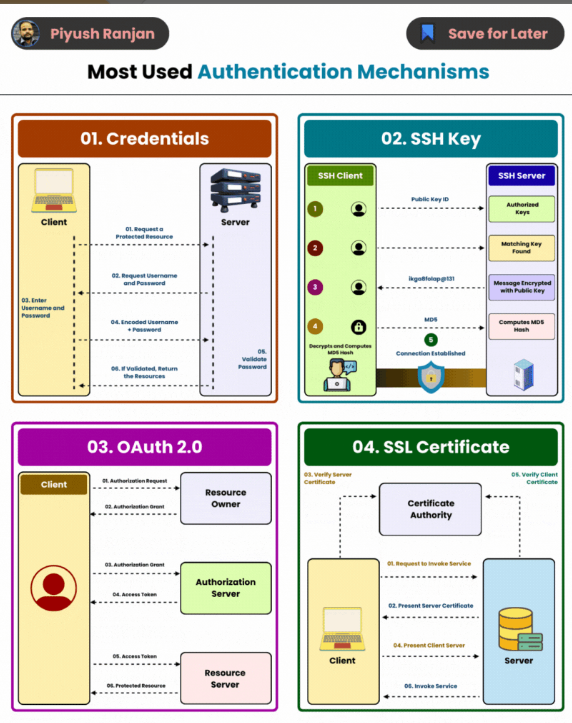 Piyush Ranjan
Save for Later
Most Used Authentication Mechanisms
01. Credentials
Client
Server
01. Request a
Protected Resource
02. Request Username
and Password
03. Enter
Username and
Password
04. Encoded Username
+ Password
05.
Validate
Password
06. If Validated, Return
the Resources
02. SSH Key
SSH Client
SSH Server
1
Public Key ID
Authorized
Keys
2
Matching Key
Found
3
ikga8folap@131
Message Encrypted
with Public Key
4
MD5
Computes MD5
Hash
5
Decrypts and Computes
MD5 Hash
Connection Established
03. OAuth 2.0
Client
01. Authorization Request
Resource
Owner
02. Authorization Grant
03. Authorization Grant
Authorization
Server
04. Access Token
05. Access Token
Resource
Server
06. Protected Resource
04. SSL Certificate
03. Verify Server
Certificate
05. Verify Client
Certificate
Certificate
Authority
01. Request to Invoke Service
02. Present Server Certificate
04. Present Client Server
Client
Server
06. Invoke Service